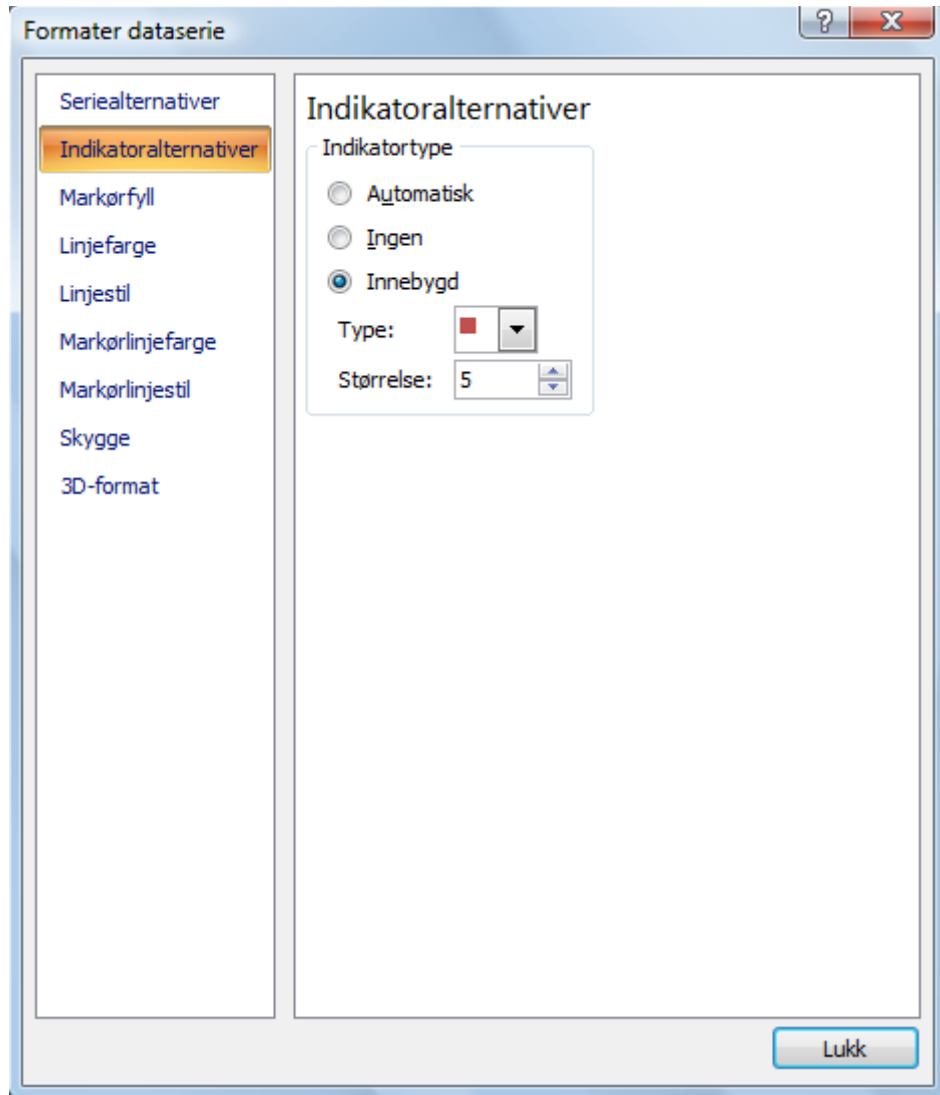 Formater dataserie
Seriealternativer
Indikatoralternativer
Markørfyll
Linjefarge
Linjestil
Markørlinjefarge
Markørlinjestil
Skygge
3D-format
Indikatoralternativer
Indikatortype
Automatisk
Ingen
Innebygd
Type:
Størrelse: 5
Lukk